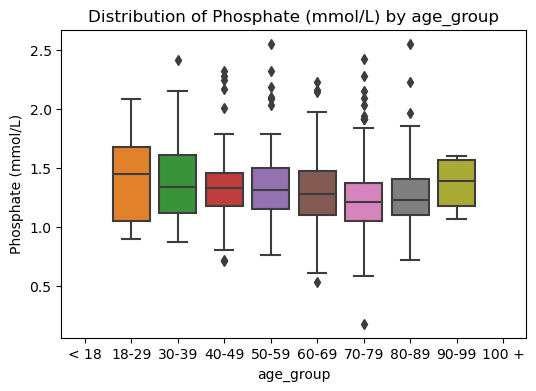 Distribution of Phosphate (mmol/L) by age_group
Phosphate (mmol/L)
2.5
2.0
1.5
1.0
0.5
< 18 18-29 30-39 40-49 50-59 60-69 70-79 80-89 90-99 100 +
age_group